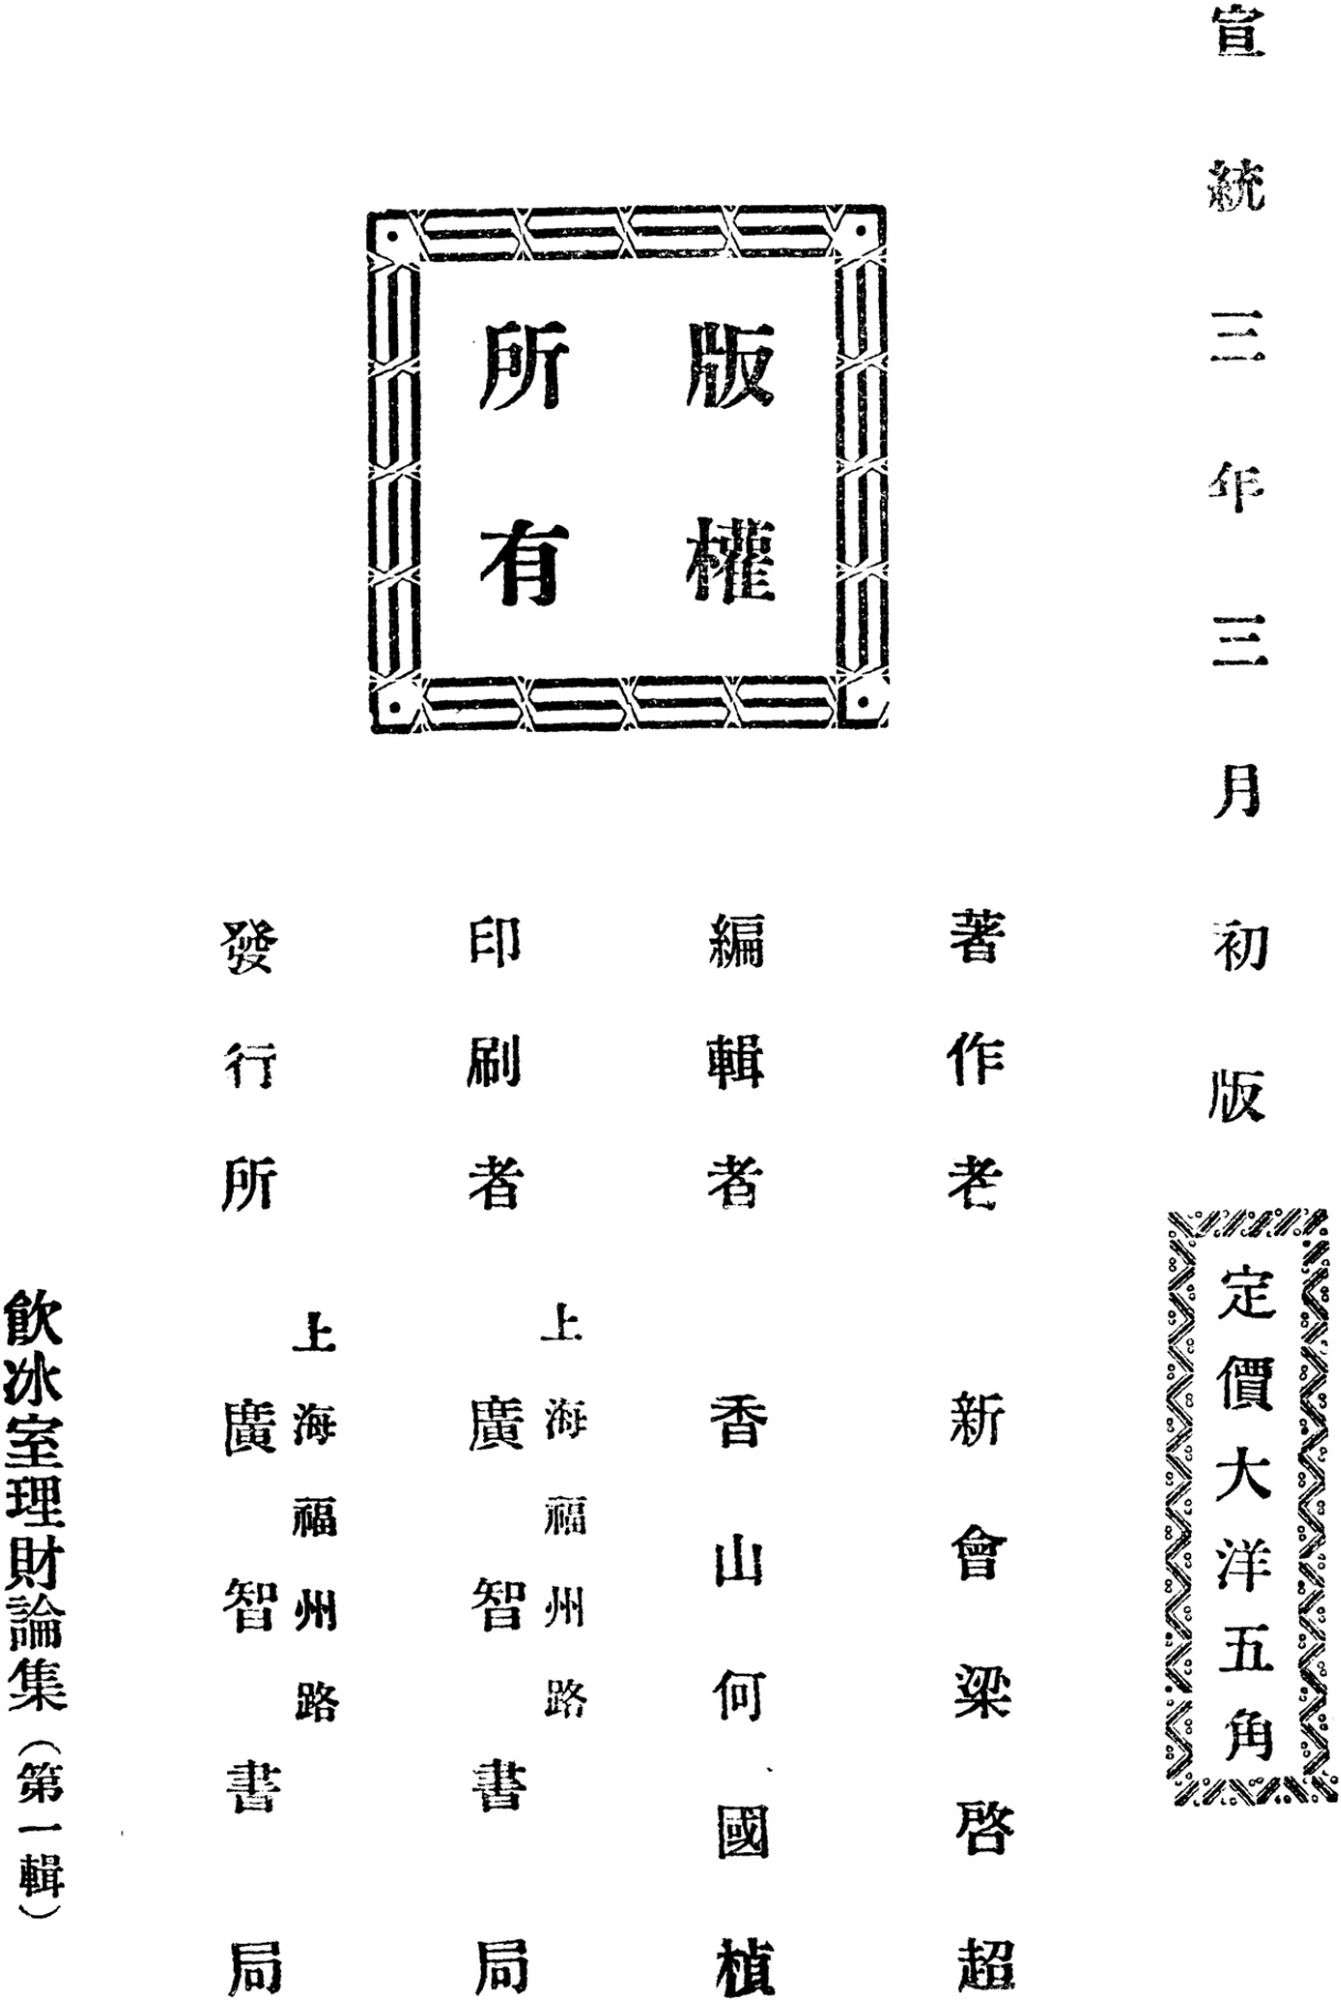 宣統三年三月初版
定價大洋五角
版權
所有
著作老 新會梁啓超
編輯者 香山何國楨
印刷者 上海福州路 廣智書局
發行所 上海福州路 廣智書局
飲冰室理財論集（第一輯）